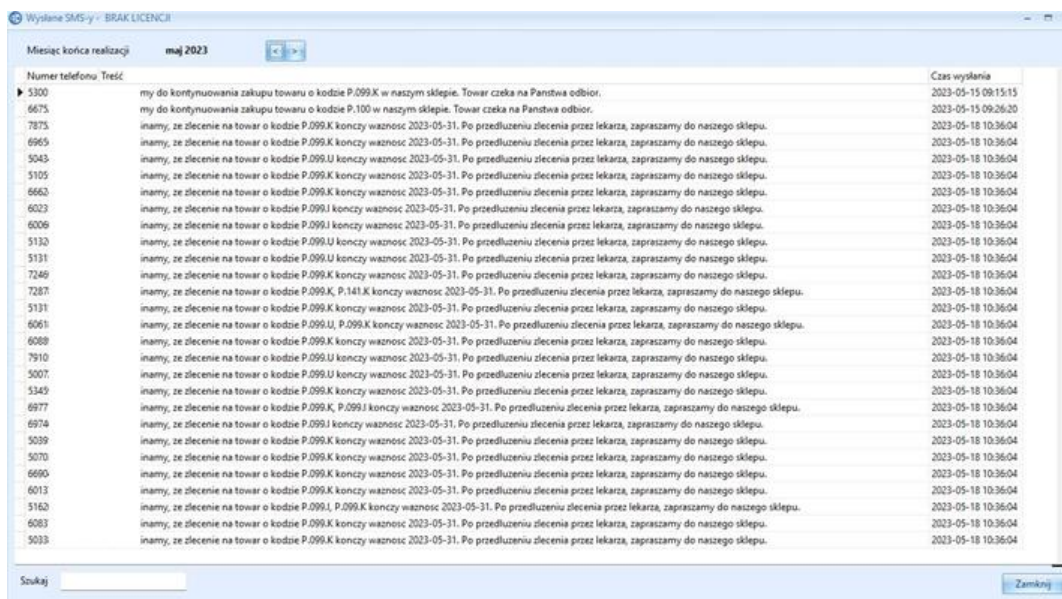 Wysłane SMS-y - BRAK LICENCJI
Miesiąc końca realizacji maj 2023 < >
Numer telefonu Treść Czas wysłania
5300 my do kontynuowania zakupu towaru o kodzie P.099.K w naszym sklepie. Towar czeka na Panstwa odbior. 2023-05-15 09:15:15
6675 my do kontynuowania zakupu towaru o kodzie P.100 w naszym sklepie. Towar czeka na Panstwa odbior. 2023-05-15 09:26:20
7875 inamy, ze zlecenie na towar o kodzie P.099.K konczy waznosc 2023-05-31. Po przedluzeniu zlecenia przez lekarza, zapraszamy do naszego sklepu. 2023-05-18 10:36:04
6965 inamy, ze zlecenie na towar o kodzie P.099.K konczy waznosc 2023-05-31. Po przedluzeniu zlecenia przez lekarza, zapraszamy do naszego sklepu. 2023-05-18 10:36:04
5043 inamy, ze zlecenie na towar o kodzie P.099.U konczy waznosc 2023-05-31. Po przedluzeniu zlecenia przez lekarza, zapraszamy do naszego sklepu. 2023-05-18 10:36:04
5105 inamy, ze zlecenie na towar o kodzie P.099.K konczy waznosc 2023-05-31. Po przedluzeniu zlecenia przez lekarza, zapraszamy do naszego sklepu. 2023-05-18 10:36:04
6662 inamy, ze zlecenie na towar o kodzie P.099.K konczy waznosc 2023-05-31. Po przedluzeniu zlecenia przez lekarza, zapraszamy do naszego sklepu. 2023-05-18 10:36:04
6023 inamy, ze zlecenie na towar o kodzie P.099.I konczy waznosc 2023-05-31. Po przedluzeniu zlecenia przez lekarza, zapraszamy do naszego sklepu. 2023-05-18 10:36:04
6006 inamy, ze zlecenie na towar o kodzie P.099.I konczy waznosc 2023-05-31. Po przedluzeniu zlecenia przez lekarza, zapraszamy do naszego sklepu. 2023-05-18 10:36:04
5132 inamy, ze zlecenie na towar o kodzie P.099.U konczy waznosc 2023-05-31. Po przedluzeniu zlecenia przez lekarza, zapraszamy do naszego sklepu. 2023-05-18 10:36:04
5131 inamy, ze zlecenie na towar o kodzie P.099.U konczy waznosc 2023-05-31. Po przedluzeniu zlecenia przez lekarza, zapraszamy do naszego sklepu. 2023-05-18 10:36:04
7246 inamy, ze zlecenie na towar o kodzie P.099.K konczy waznosc 2023-05-31. Po przedluzeniu zlecenia przez lekarza, zapraszamy do naszego sklepu. 2023-05-18 10:36:04
7287 inamy, ze zlecenie na towar o kodzie P.099.K, P.141.K konczy waznosc 2023-05-31. Po przedluzeniu zlecenia przez lekarza, zapraszamy do naszego sklepu. 2023-05-18 10:36:04
5131 inamy, ze zlecenie na towar o kodzie P.099.K konczy waznosc 2023-05-31. Po przedluzeniu zlecenia przez lekarza, zapraszamy do naszego sklepu. 2023-05-18 10:36:04
6061 inamy, ze zlecenie na towar o kodzie P.099.U, P.099.K konczy waznosc 2023-05-31. Po przedluzeniu zlecenia przez lekarza, zapraszamy do naszego sklepu. 2023-05-18 10:36:04
6088 inamy, ze zlecenie na towar o kodzie P.099.K konczy waznosc 2023-05-31. Po przedluzeniu zlecenia przez lekarza, zapraszamy do naszego sklepu. 2023-05-18 10:36:04
7910 inamy, ze zlecenie na towar o kodzie P.099.U konczy waznosc 2023-05-31. Po przedluzeniu zlecenia przez lekarza, zapraszamy do naszego sklepu. 2023-05-18 10:36:04
5007 inamy, ze zlecenie na towar o kodzie P.099.U konczy waznosc 2023-05-31. Po przedluzeniu zlecenia przez lekarza, zapraszamy do naszego sklepu. 2023-05-18 10:36:04
5349 inamy, ze zlecenie na towar o kodzie P.099.K konczy waznosc 2023-05-31. Po przedluzeniu zlecenia przez lekarza, zapraszamy do naszego sklepu. 2023-05-18 10:36:04
6977 inamy, ze zlecenie na towar o kodzie P.099.K, P.099.I konczy waznosc 2023-05-31. Po przedluzeniu zlecenia przez lekarza, zapraszamy do naszego sklepu. 2023-05-18 10:36:04
6974 inamy, ze zlecenie na towar o kodzie P.099.I konczy waznosc 2023-05-31. Po przedluzeniu zlecenia przez lekarza, zapraszamy do naszego sklepu. 2023-05-18 10:36:04
5039 inamy, ze zlecenie na towar o kodzie P.099.K konczy waznosc 2023-05-31. Po przedluzeniu zlecenia przez lekarza, zapraszamy do naszego sklepu. 2023-05-18 10:36:04
5070 inamy, ze zlecenie na towar o kodzie P.099.K konczy waznosc 2023-05-31. Po przedluzeniu zlecenia przez lekarza, zapraszamy do naszego sklepu. 2023-05-18 10:36:04
6690 inamy, ze zlecenie na towar o kodzie P.099.K konczy waznosc 2023-05-31. Po przedluzeniu zlecenia przez lekarza, zapraszamy do naszego sklepu. 2023-05-18 10:36:04
6013 inamy, ze zlecenie na towar o kodzie P.099.K konczy waznosc 2023-05-31. Po przedluzeniu zlecenia przez lekarza, zapraszamy do naszego sklepu. 2023-05-18 10:36:04
5162 inamy, ze zlecenie na towar o kodzie P.099.I, P.099.K konczy waznosc 2023-05-31. Po przedluzeniu zlecenia przez lekarza, zapraszamy do naszego sklepu. 2023-05-18 10:36:04
6083 inamy, ze zlecenie na towar o kodzie P.099.K konczy waznosc 2023-05-31. Po przedluzeniu zlecenia przez lekarza, zapraszamy do naszego sklepu. 2023-05-18 10:36:04
5033 inamy, ze zlecenie na towar o kodzie P.099.K konczy waznosc 2023-05-31. Po przedluzeniu zlecenia przez lekarza, zapraszamy do naszego sklepu. 2023-05-18 10:36:04
Szukaj Zamknij